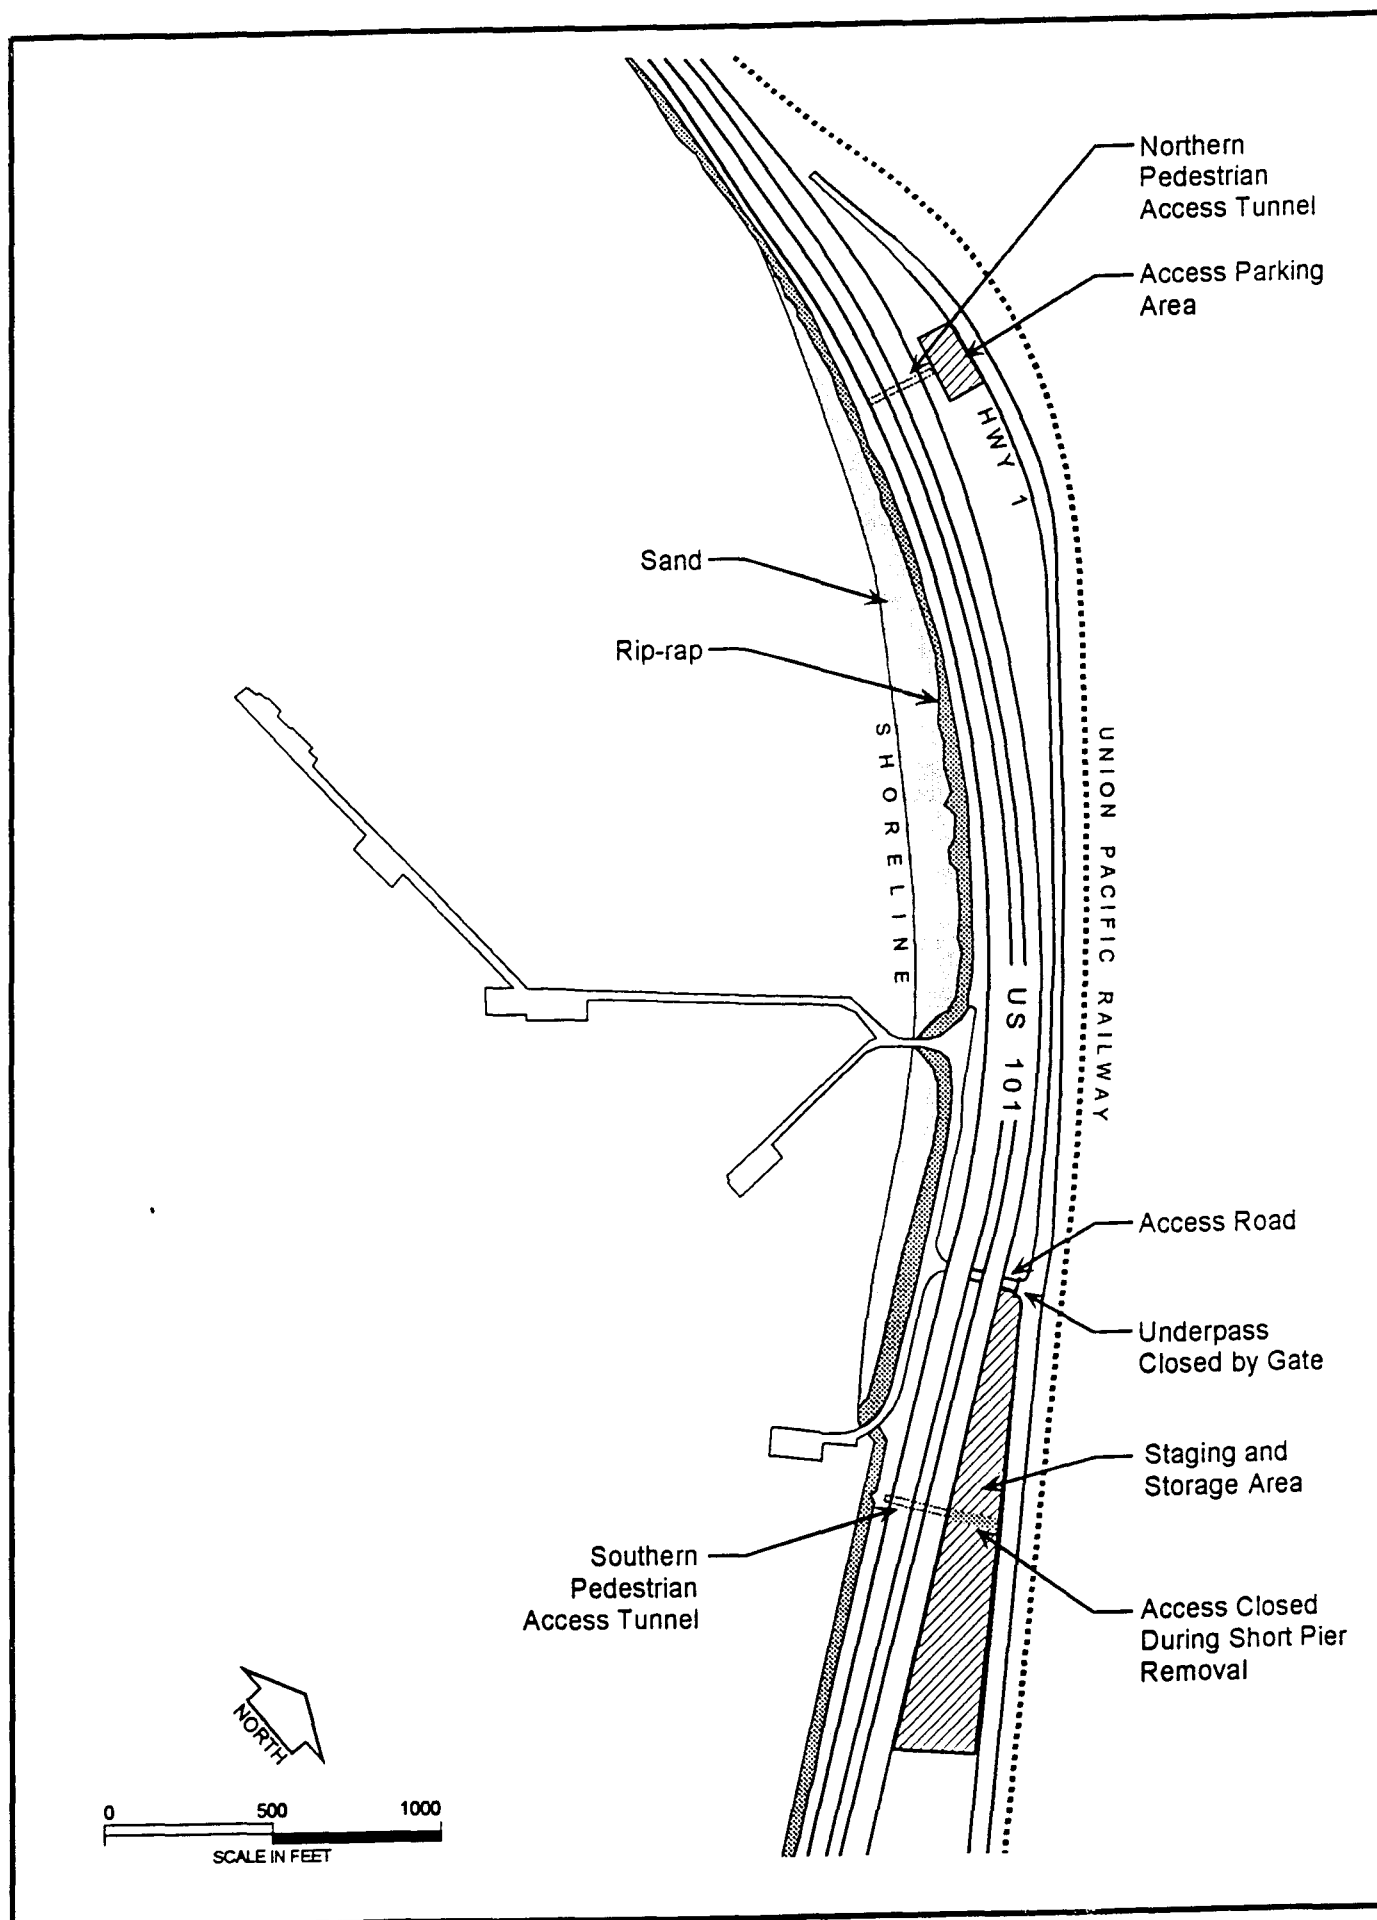 Northern
Pedestrian
Access Tunnel
Access Parking
Area
HWY 1
Sand
Rip-rap
SHORELINE
UNION PACIFIC RAILWAY
US 101
Access Road
Underpass
Closed by Gate
Staging and
Storage Area
Southern
Pedestrian
Access Tunnel
Access Closed
During Short Pier
Removal
NORTH
0 500 1000
SCALE IN FEET